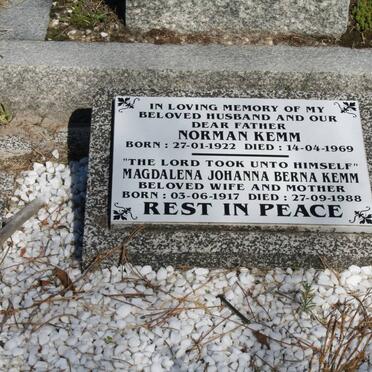 IN LOVING MEMORY OF MY
BELOVED HUSBAND AND OUR
DEAR FATHER
NORMAN KEMM
BORN : 27-01-1922 DIED : 14-04-1969
"THE LORD TOOK UNTO HIMSELF"
MAGDALENA JOHANNA BERNA KEMM
BELOVED WIFE AND MOTHER
BORN : 03-06-1917 DIED : 27-09-1988
REST IN PEACE